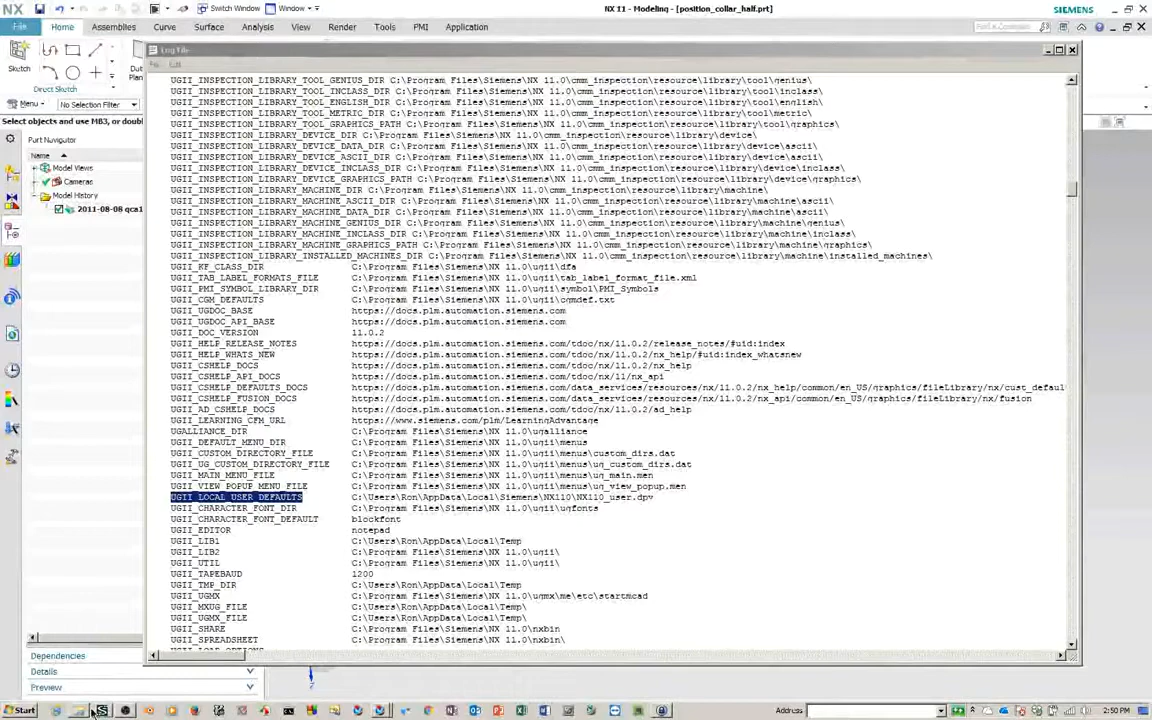 NX
Switch Window
Window
NX 11 - Modeling - [position_collar_half.prt]
SIEMENS
File
Home
Assemblies
Curve
Surface
Analysis
View
Render
Tools
PMI
Application
Find a Command
Sketch
Direct Sketch
Menu
No Selection Filter
Select objects and use MB3, or double
Part Navigator
Name
Model Views
Cameras
Model History
2011-08-08 qca1
Log File
File Edit
UGII_INSPECTION_LIBRARY_TOOL_GENIUS_DIR C:\Program Files\Siemens\NX 11.0\cmm_inspection\resource\library\tool\genius\
UGII_INSPECTION_LIBRARY_TOOL_INCLASS_DIR C:\Program Files\Siemens\NX 11.0\cmm_inspection\resource\library\tool\inclass\
UGII_INSPECTION_LIBRARY_TOOL_ENGLISH_DIR C:\Program Files\Siemens\NX 11.0\cmm_inspection\resource\library\tool\english\
UGII_INSPECTION_LIBRARY_TOOL_METRIC_DIR C:\Program Files\Siemens\NX 11.0\cmm_inspection\resource\library\tool\metric\
UGII_INSPECTION_LIBRARY_TOOL_GRAPHICS_PATH C:\Program Files\Siemens\NX 11.0\cmm_inspection\resource\library\tool\graphics\
UGII_INSPECTION_LIBRARY_DEVICE_DIR C:\Program Files\Siemens\NX 11.0\cmm_inspection\resource\library\device\
UGII_INSPECTION_LIBRARY_DEVICE_DATA_DIR C:\Program Files\Siemens\NX 11.0\cmm_inspection\resource\library\device\ascii\
UGII_INSPECTION_LIBRARY_DEVICE_ASCII_DIR C:\Program Files\Siemens\NX 11.0\cmm_inspection\resource\library\device\ascii\
UGII_INSPECTION_LIBRARY_DEVICE_INCLASS_DIR C:\Program Files\Siemens\NX 11.0\cmm_inspection\resource\library\device\inclass\
UGII_INSPECTION_LIBRARY_DEVICE_GRAPHICS_PATH C:\Program Files\Siemens\NX 11.0\cmm_inspection\resource\library\device\graphics\
UGII_INSPECTION_LIBRARY_MACHINE_DIR C:\Program Files\Siemens\NX 11.0\cmm_inspection\resource\library\machine\
UGII_INSPECTION_LIBRARY_MACHINE_ASCII_DIR C:\Program Files\Siemens\NX 11.0\cmm_inspection\resource\library\machine\ascii\
UGII_INSPECTION_LIBRARY_MACHINE_DATA_DIR C:\Program Files\Siemens\NX 11.0\cmm_inspection\resource\library\machine\ascii\
UGII_INSPECTION_LIBRARY_MACHINE_GENIUS_DIR C:\Program Files\Siemens\NX 11.0\cmm_inspection\resource\library\machine\genius\
UGII_INSPECTION_LIBRARY_MACHINE_INCLASS_DIR C:\Program Files\Siemens\NX 11.0\cmm_inspection\resource\library\machine\inclass\
UGII_INSPECTION_LIBRARY_MACHINE_GRAPHICS_PATH C:\Program Files\Siemens\NX 11.0\cmm_inspection\resource\library\machine\graphics\
UGII_INSPECTION_LIBRARY_INSTALLED_MACHINES_DIR C:\Program Files\Siemens\NX 11.0\cmm_inspection\resource\library\machine\installed_machines\
UGII_KF_CLASS_DIR C:\Program Files\Siemens\NX 11.0\ugii\dfa
UGII_TAB_LABEL_FORMATS_FILE C:\Program Files\Siemens\NX 11.0\ugii\tab_label_format_file.xml
UGII_PMI_SYMBOL_LIBRARY_DIR C:\Program Files\Siemens\NX 11.0\ugii\symbol\PMI_Symbols
UGII_CGM_DEFAULTS C:\Program Files\Siemens\NX 11.0\ugii\cgmdef.txt
UGII_UGDOC_BASE https://docs.plm.automation.siemens.com
UGII_UGDOC_API_BASE https://docs.plm.automation.siemens.com
UGII_DOC_VERSION 11.0.2
UGII_HELP_RELEASE_NOTES https://docs.plm.automation.siemens.com/tdoc/nx/11.0.2/release_notes/#uid:index
UGII_HELP_WHATS_NEW https://docs.plm.automation.siemens.com/tdoc/nx/11.0.2/nx_help/#uid:index_whatsnew
UGII_CSHELP_DOCS https://docs.plm.automation.siemens.com/tdoc/nx/11.0.2/nx_help
UGII_CSHELP_API_DOCS https://docs.plm.automation.siemens.com/tdoc/nx/11/nx_api
UGII_CSHELP_DEFAULTS_DOCS https://docs.plm.automation.siemens.com/data_services/resources/nx/11.0.2/nx_help/common/en_US/graphics/fileLibrary/nx/cust_defaul
UGII_CSHELP_FUSION_DOCS https://docs.plm.automation.siemens.com/data_services/resources/nx/11.0.2/nx_api/common/en_US/graphics/fileLibrary/nx/fusion
UGII_AD_CSHELP_DOCS https://docs.plm.automation.siemens.com/tdoc/nx/11.0.2/ad_help
UGII_LEARNING_CFM_URL https://www.siemens.com/plm/LearningAdvantage
UGALLIANCE_DIR C:\Program Files\Siemens\NX 11.0\ugalliance
UGII_DEFAULT_MENU_DIR C:\Program Files\Siemens\NX 11.0\ugii\menus
UGII_CUSTOM_DIRECTORY_FILE C:\Program Files\Siemens\NX 11.0\ugii\menus\custom_dirs.dat
UGII_UG_CUSTOM_DIRECTORY_FILE C:\Program Files\Siemens\NX 11.0\ugii\menus\ug_custom_dirs.dat
UGII_MAIN_MENU_FILE C:\Program Files\Siemens\NX 11.0\ugii\menus\ug_main.men
UGII_VIEW_POPUP_MENU_FILE C:\Program Files\Siemens\NX 11.0\ugii\menus\ug_view_popup.men
UGII_LOCAL_USER_DEFAULTS C:\Users\Ron\AppData\Local\Siemens\NX110\NX110_user.dpv
UGII_CHARACTER_FONT_DIR C:\Program Files\Siemens\NX 11.0\ugii\ugfonts
UGII_CHARACTER_FONT_DEFAULT blockfont
UGII_EDITOR notepad
UGII_LIB1 C:\Users\Ron\AppData\Local\Temp
UGII_LIB2 C:\Program Files\Siemens\NX 11.0\ugii\
UGII_UTIL C:\Program Files\Siemens\NX 11.0\ugii\
UGII_TAPEBAUD 1200
UGII_TMP_DIR C:\Users\Ron\AppData\Local\Temp
UGII_UGMX C:\Program Files\Siemens\NX 11.0\ugmx\me\etc\startmcad
UGII_MXUG_FILE C:\Users\Ron\AppData\Local\Temp\
UGII_UGMX_FILE C:\Users\Ron\AppData\Local\Temp\
UGII_SHARE C:\Program Files\Siemens\NX 11.0\nxbin
UGII_SPREADSHEET C:\Program Files\Siemens\NX 11.0\nxbin\
Dependencies
Details
Preview
Start
Address
2:50 PM